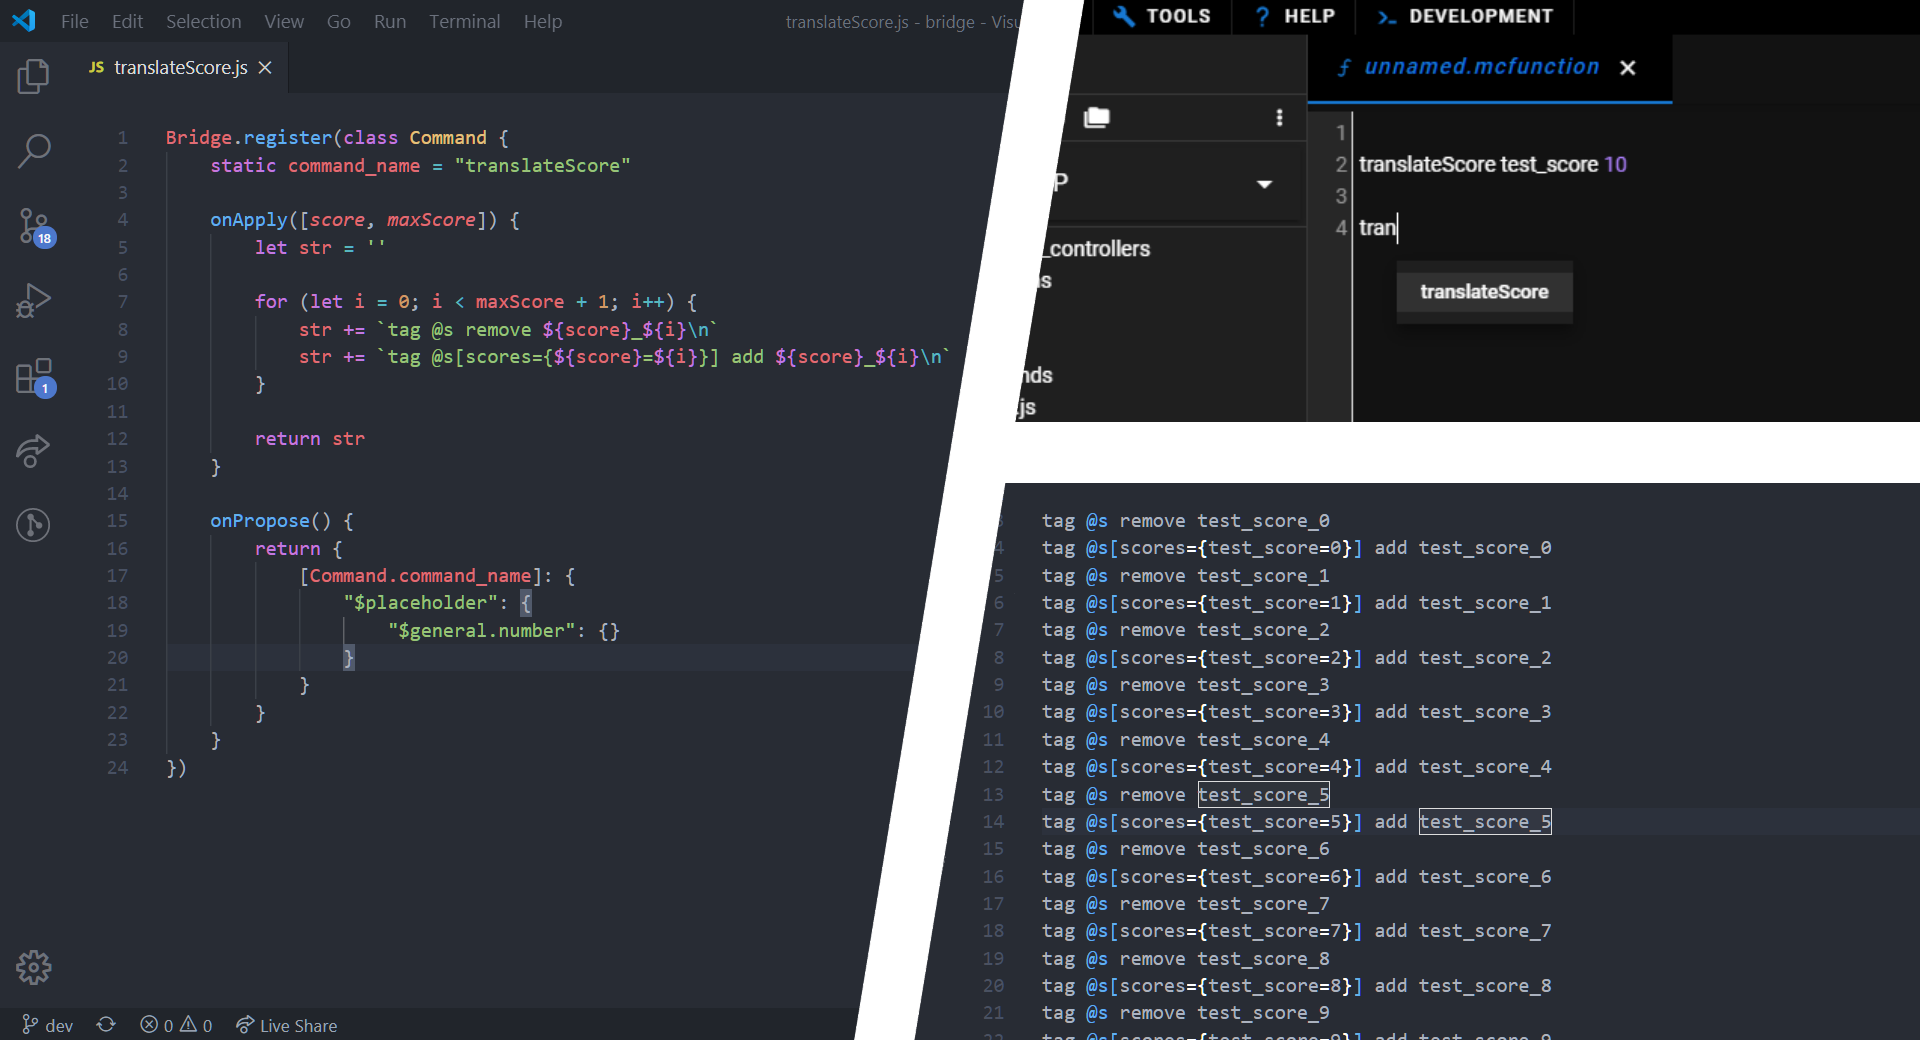 File Edit Selection View Go Run Terminal Help translateScore.js - bridge - Visu
JS translateScore.js
1 Bridge.register(class Command {
2 static command_name = "translateScore"
3
4 onApply([score, maxScore]) {
5 let str = ''
6
7 for (let i = 0; i < maxScore + 1; i++) {
8 str += `tag @s remove ${score}_${i}\n`
9 str += `tag @s[scores={${score}=${i}}] add ${score}_${i}\n`
10 }
11
12 return str
13 }
14
15 onPropose() {
16 return {
17 [Command.command_name]: {
18 "$placeholder": {
19 "$general.number": {}
20 }
21 }
22 }
23 }
24 })
18
1
dev 0 0 Live Share
TOOLS ? HELP DEVELOPMENT
unnamed.mcfunction
P
_controllers
ns
nds
.js
1
2 translateScore test_score 10
3
4 tran
translateScore
3 tag @s remove test_score_0
4 tag @s[scores={test_score=0}] add test_score_0
5 tag @s remove test_score_1
6 tag @s[scores={test_score=1}] add test_score_1
7 tag @s remove test_score_2
8 tag @s[scores={test_score=2}] add test_score_2
9 tag @s remove test_score_3
10 tag @s[scores={test_score=3}] add test_score_3
11 tag @s remove test_score_4
12 tag @s[scores={test_score=4}] add test_score_4
13 tag @s remove test_score_5
14 tag @s[scores={test_score=5}] add test_score_5
15 tag @s remove test_score_6
16 tag @s[scores={test_score=6}] add test_score_6
17 tag @s remove test_score_7
18 tag @s[scores={test_score=7}] add test_score_7
19 tag @s remove test_score_8
20 tag @s[scores={test_score=8}] add test_score_8
21 tag @s remove test_score_9
22 tag @s[scores={test_score=9}] add test_score_9